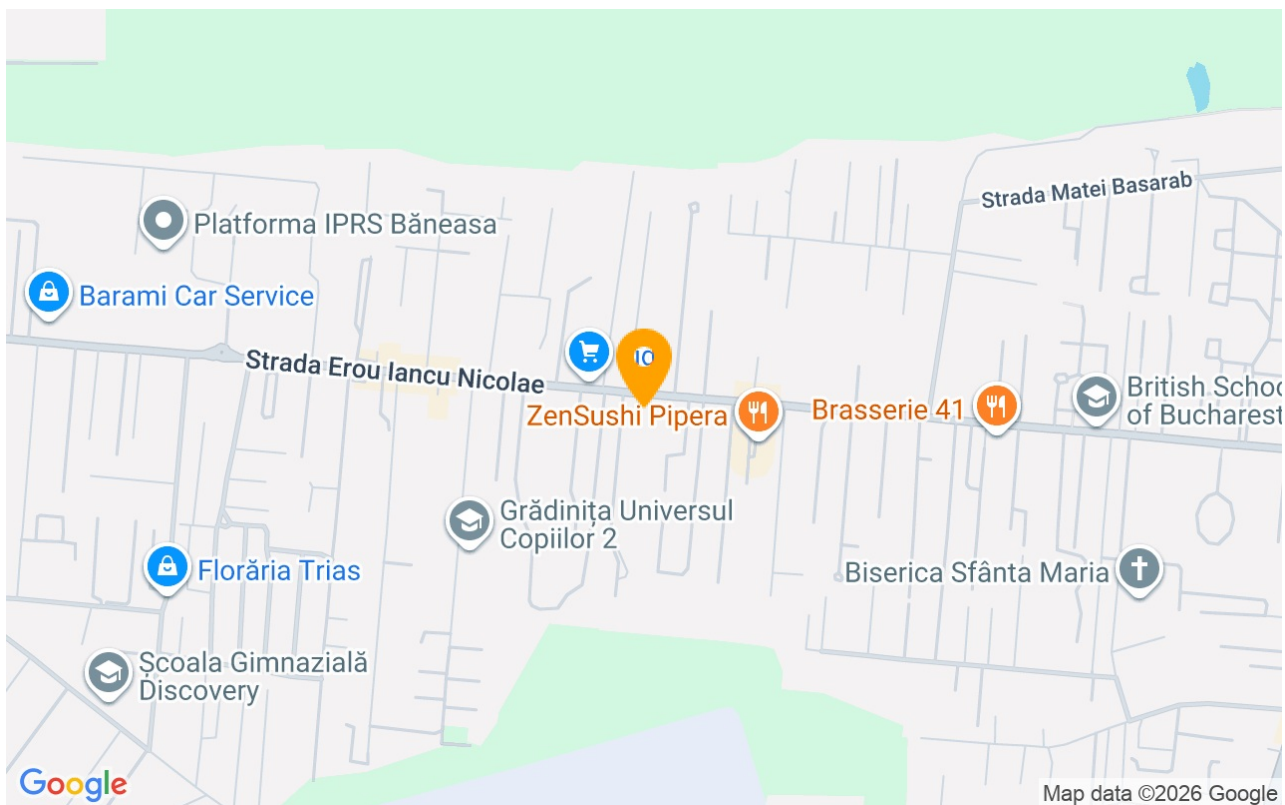 Strada Matei Basarab
Platforma IPRS Băneasa
Barami Car Service
Strada Erou Iancu Nicolae
ZenSushi Pipera
Brasserie 41
British Schoo
of Bucharest
Grădinița Universul
Copiilor 2
Florăria Trias
Biserica Sfânta Maria
Școala Gimnazială
Discovery
Google
Map data ©2026 Google